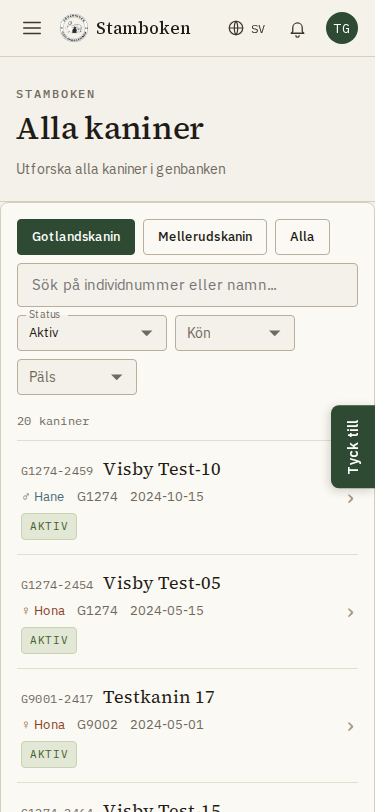 Stamboken
SV
TG
STAMBOKEN
Alla kaniner
Utforska alla kaniner i genbanken
Gotlandskanin
Mellerudskanin
Alla
Sök på individnummer eller namn...
Status
Aktiv
Kön
Päls
20 kaniner
Tyck till
G1274-2459 Visby Test-10
♂ Hane G1274 2024-10-15
AKTIV
G1274-2454 Visby Test-05
♀ Hona G1274 2024-05-15
AKTIV
G9001-2417 Testkanin 17
♀ Hona G9002 2024-05-01
AKTIV
G1274-2464 Visby Test-15